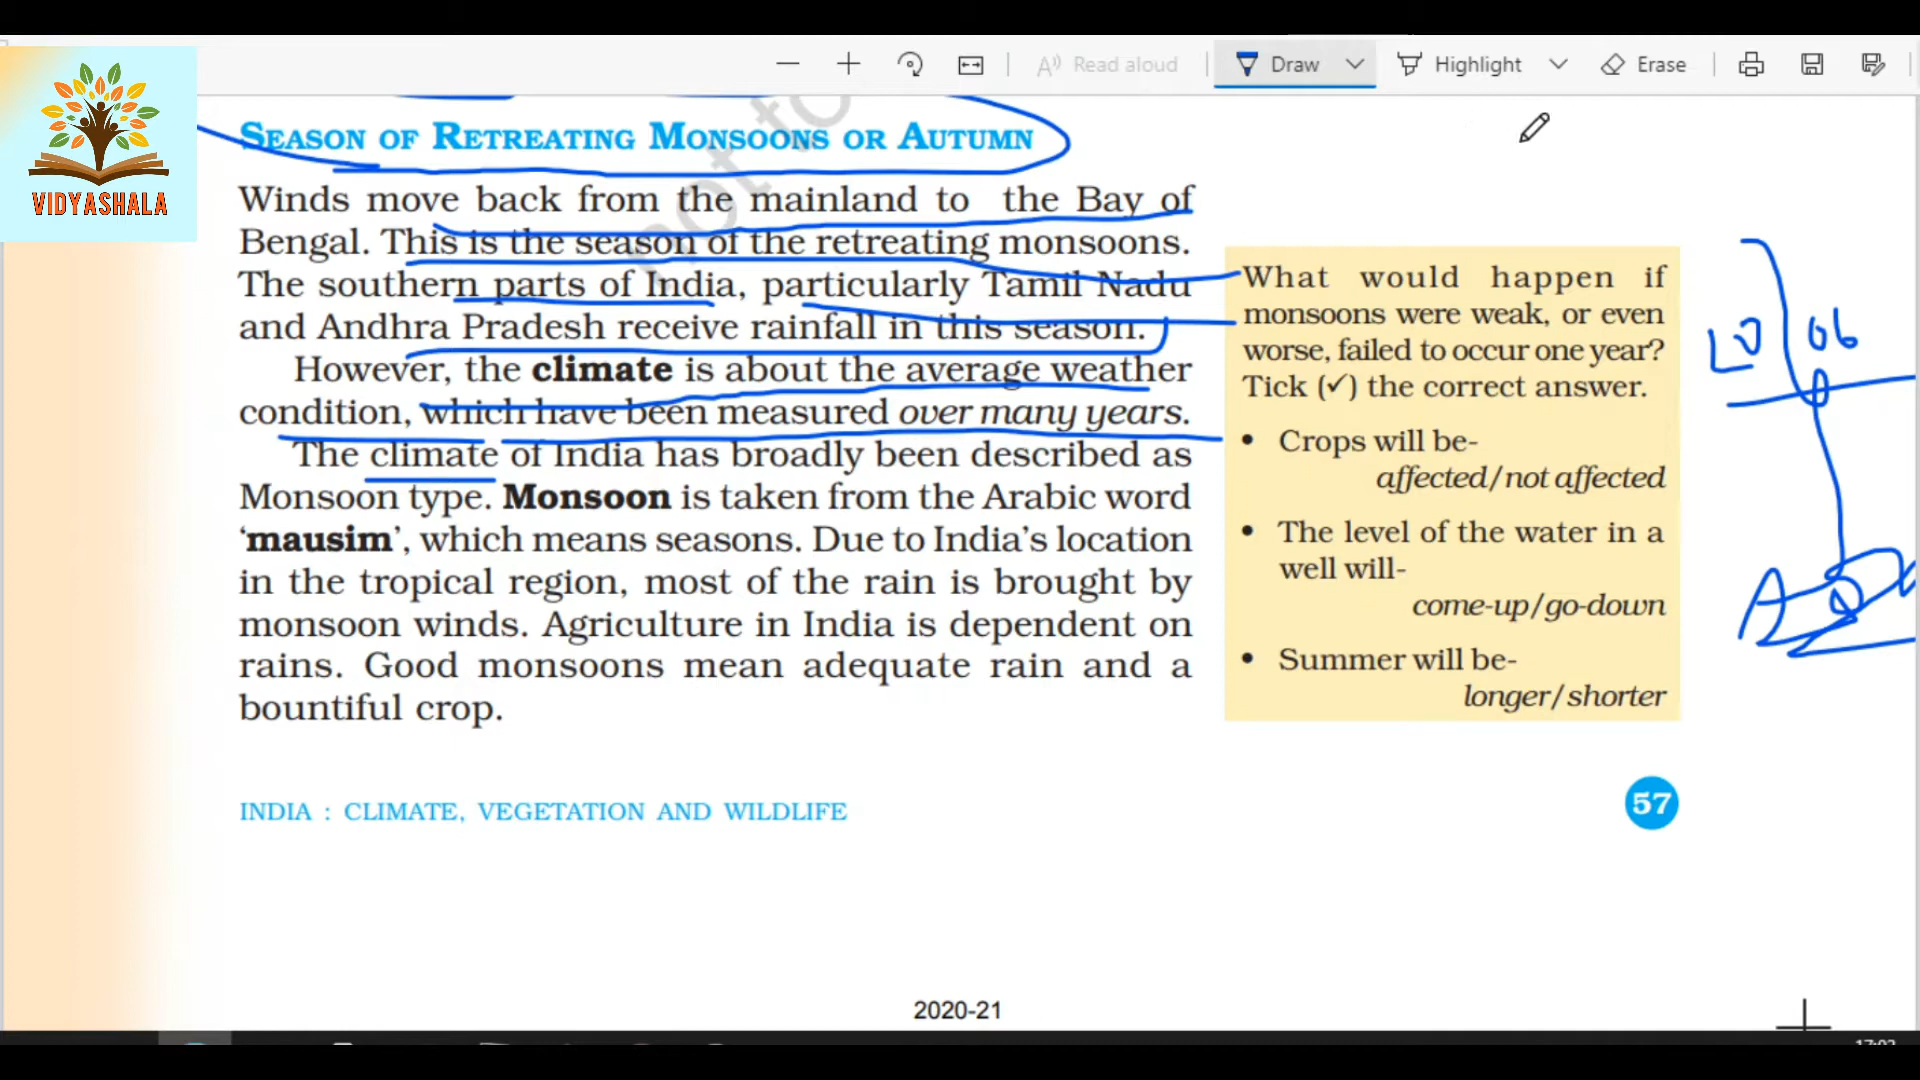 Read aloud
Draw
Highlight
Erase
VIDYASHALA
SEASON OF RETREATING MONSOONS OR AUTUMN
not to
Winds move back from the mainland to the Bay of
Bengal. This is the season of the retreating monsoons.
The southern parts of India, particularly Tamil Nadu
and Andhra Pradesh receive rainfall in this season.
However, the climate is about the average weather
condition, which have been measured over many years.
The climate of India has broadly been described as
Monsoon type. Monsoon is taken from the Arabic word
‘mausim’, which means seasons. Due to India’s location
in the tropical region, most of the rain is brought by
monsoon winds. Agriculture in India is dependent on
rains. Good monsoons mean adequate rain and a
bountiful crop.
What would happen if
monsoons were weak, or even
worse, failed to occur one year?
Tick (✓) the correct answer.
• Crops will be-
affected/not affected
• The level of the water in a
well will-
come-up/go-down
• Summer will be-
longer/shorter
INDIA : CLIMATE, VEGETATION AND WILDLIFE
57
2020-21